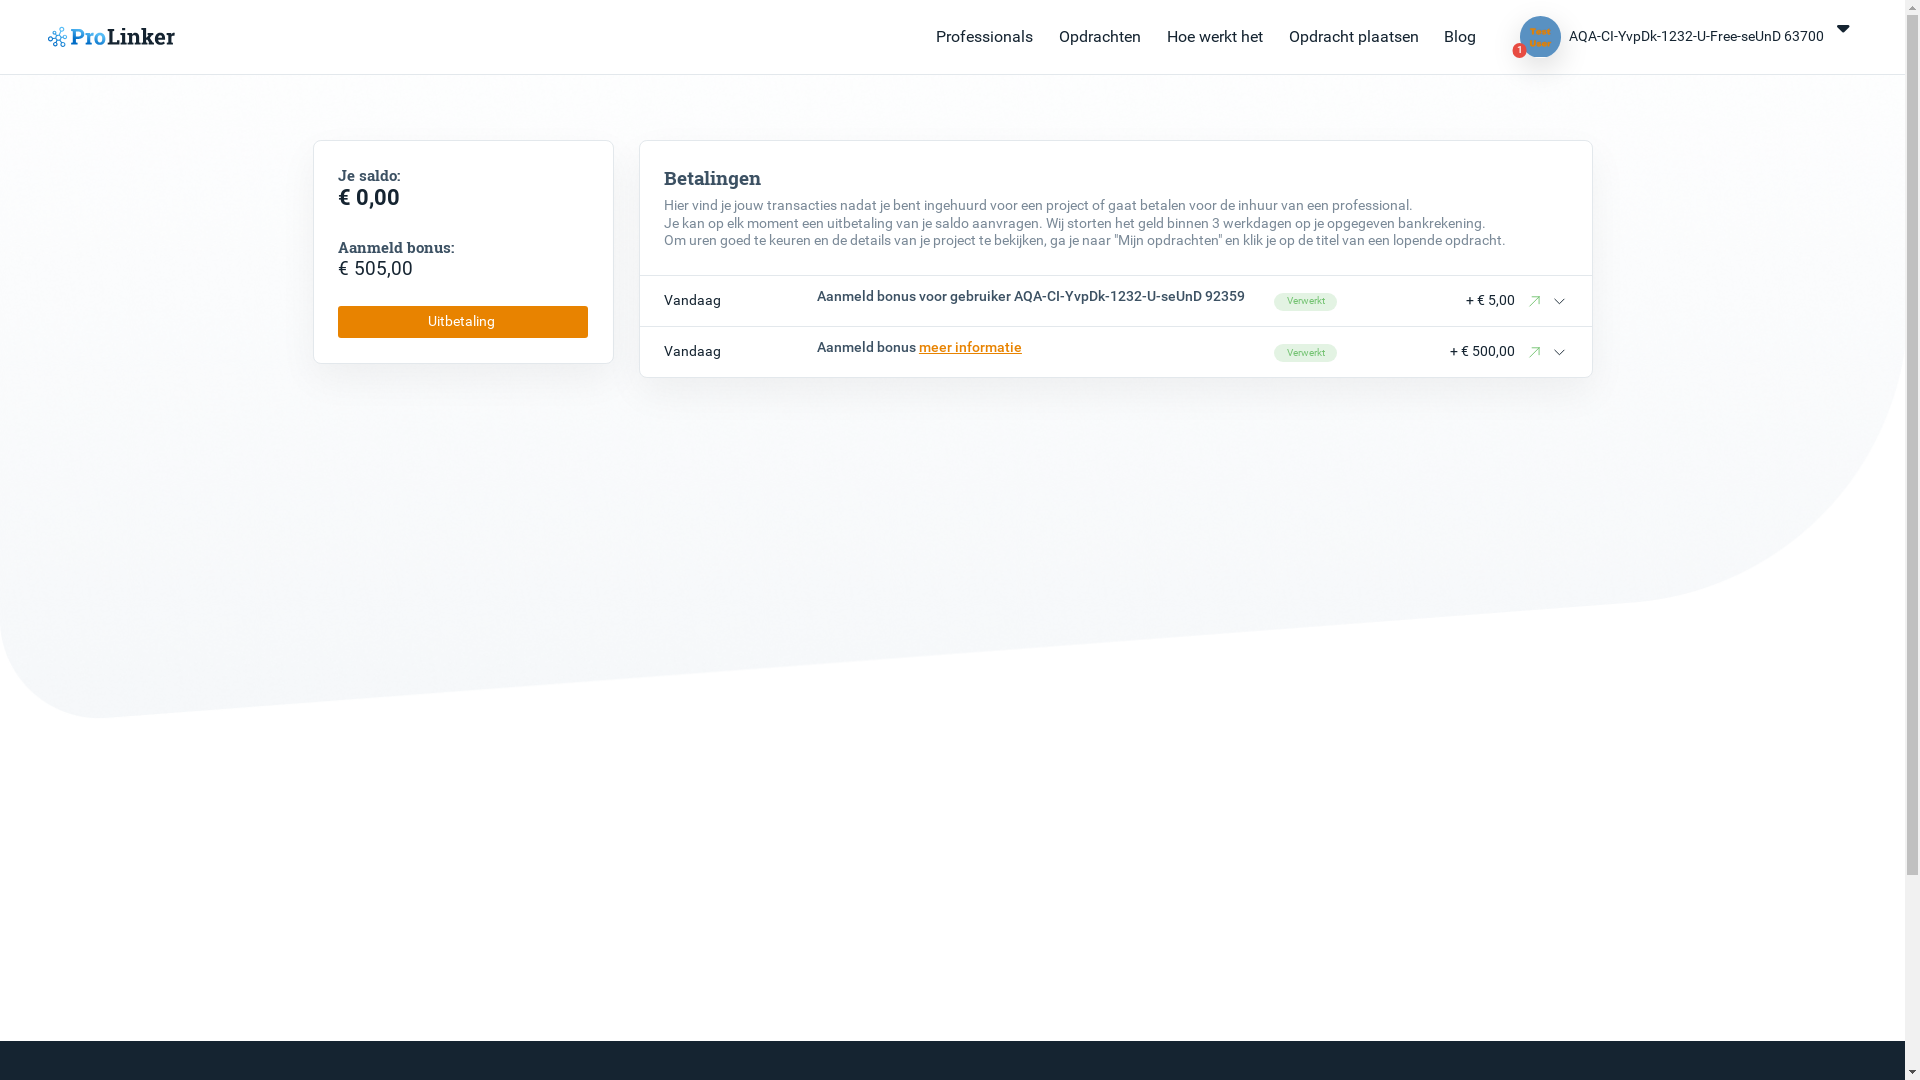 ProLinker
Professionals
Opdrachten
Hoe werkt het
Opdracht plaatsen
Blog
Test
User
1
AQA-CI-YvpDk-1232-U-Free-seUnD 63700
Je saldo:
€ 0,00
Aanmeld bonus:
€ 505,00
Uitbetaling
Betalingen
Hier vind je jouw transacties nadat je bent ingehuurd voor een project of gaat betalen voor de inhuur van een professional.
Je kan op elk moment een uitbetaling van je saldo aanvragen. Wij storten het geld binnen 3 werkdagen op je opgegeven bankrekening.
Om uren goed te keuren en de details van je project te bekijken, ga je naar "Mijn opdrachten" en klik je op de titel van een lopende opdracht.
Vandaag
Aanmeld bonus voor gebruiker AQA-CI-YvpDk-1232-U-seUnD 92359
Verwerkt
+ € 5,00
Vandaag
Aanmeld bonus meer informatie
Verwerkt
+ € 500,00